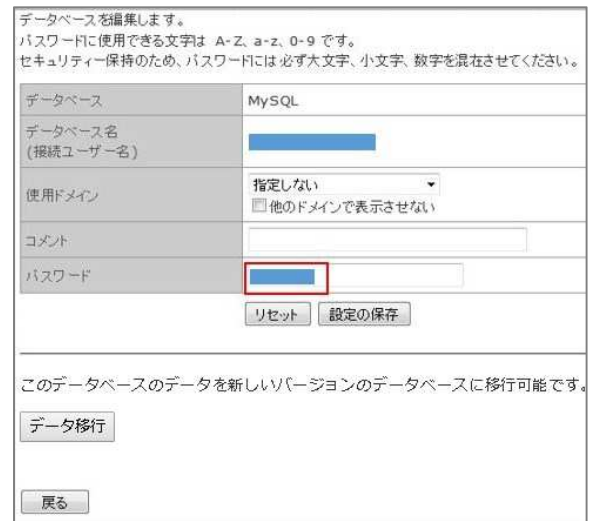 データベースを編集します。
パスワードに使用できる文字は A-Z、a-z、0-9 です。
セキュリティー保持のため、パスワードには必ず大文字、小文字、数字を混在させてください。
データベース MySQL
データベース名
(接続ユーザー名)
使用ドメイン 指定しない
他のドメインで表示させない
コメント
パスワード
リセット 設定の保存
このデータベースのデータを新しいバージョンのデータベースに移行可能です。
データ移行
戻る